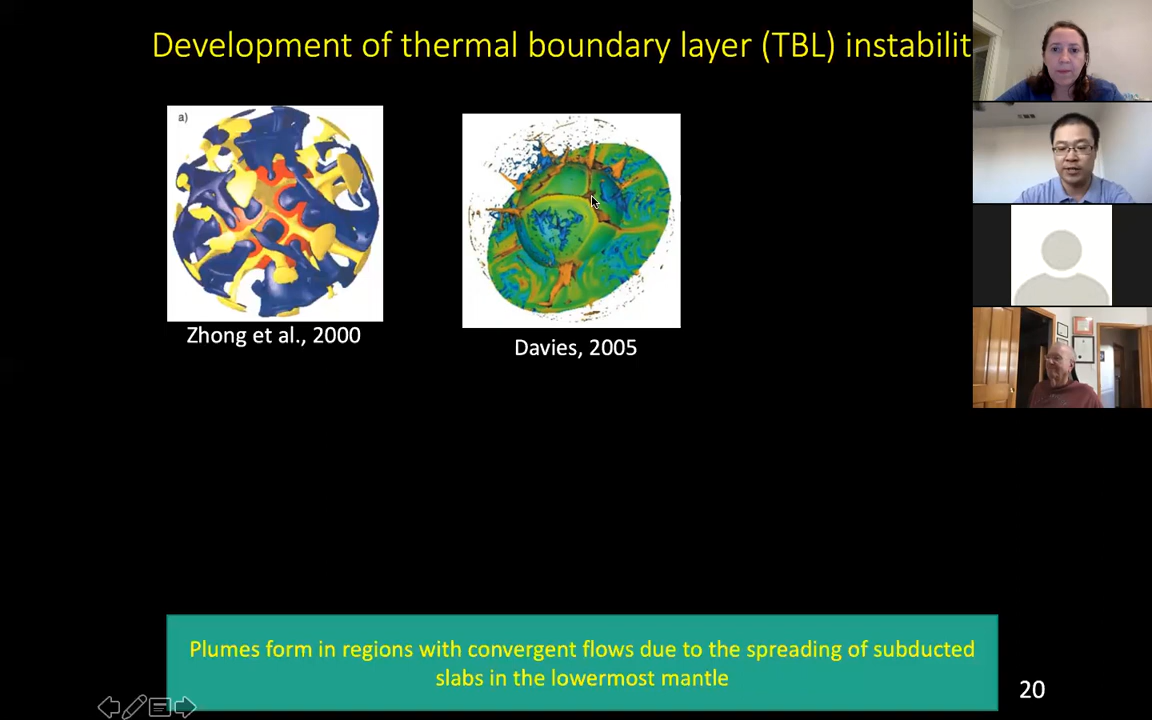 Development of thermal boundary layer (TBL) instabilit
a)
Zhong et al., 2000
Davies, 2005
Plumes form in regions with convergent flows due to the spreading of subducted
slabs in the lowermost mantle
20